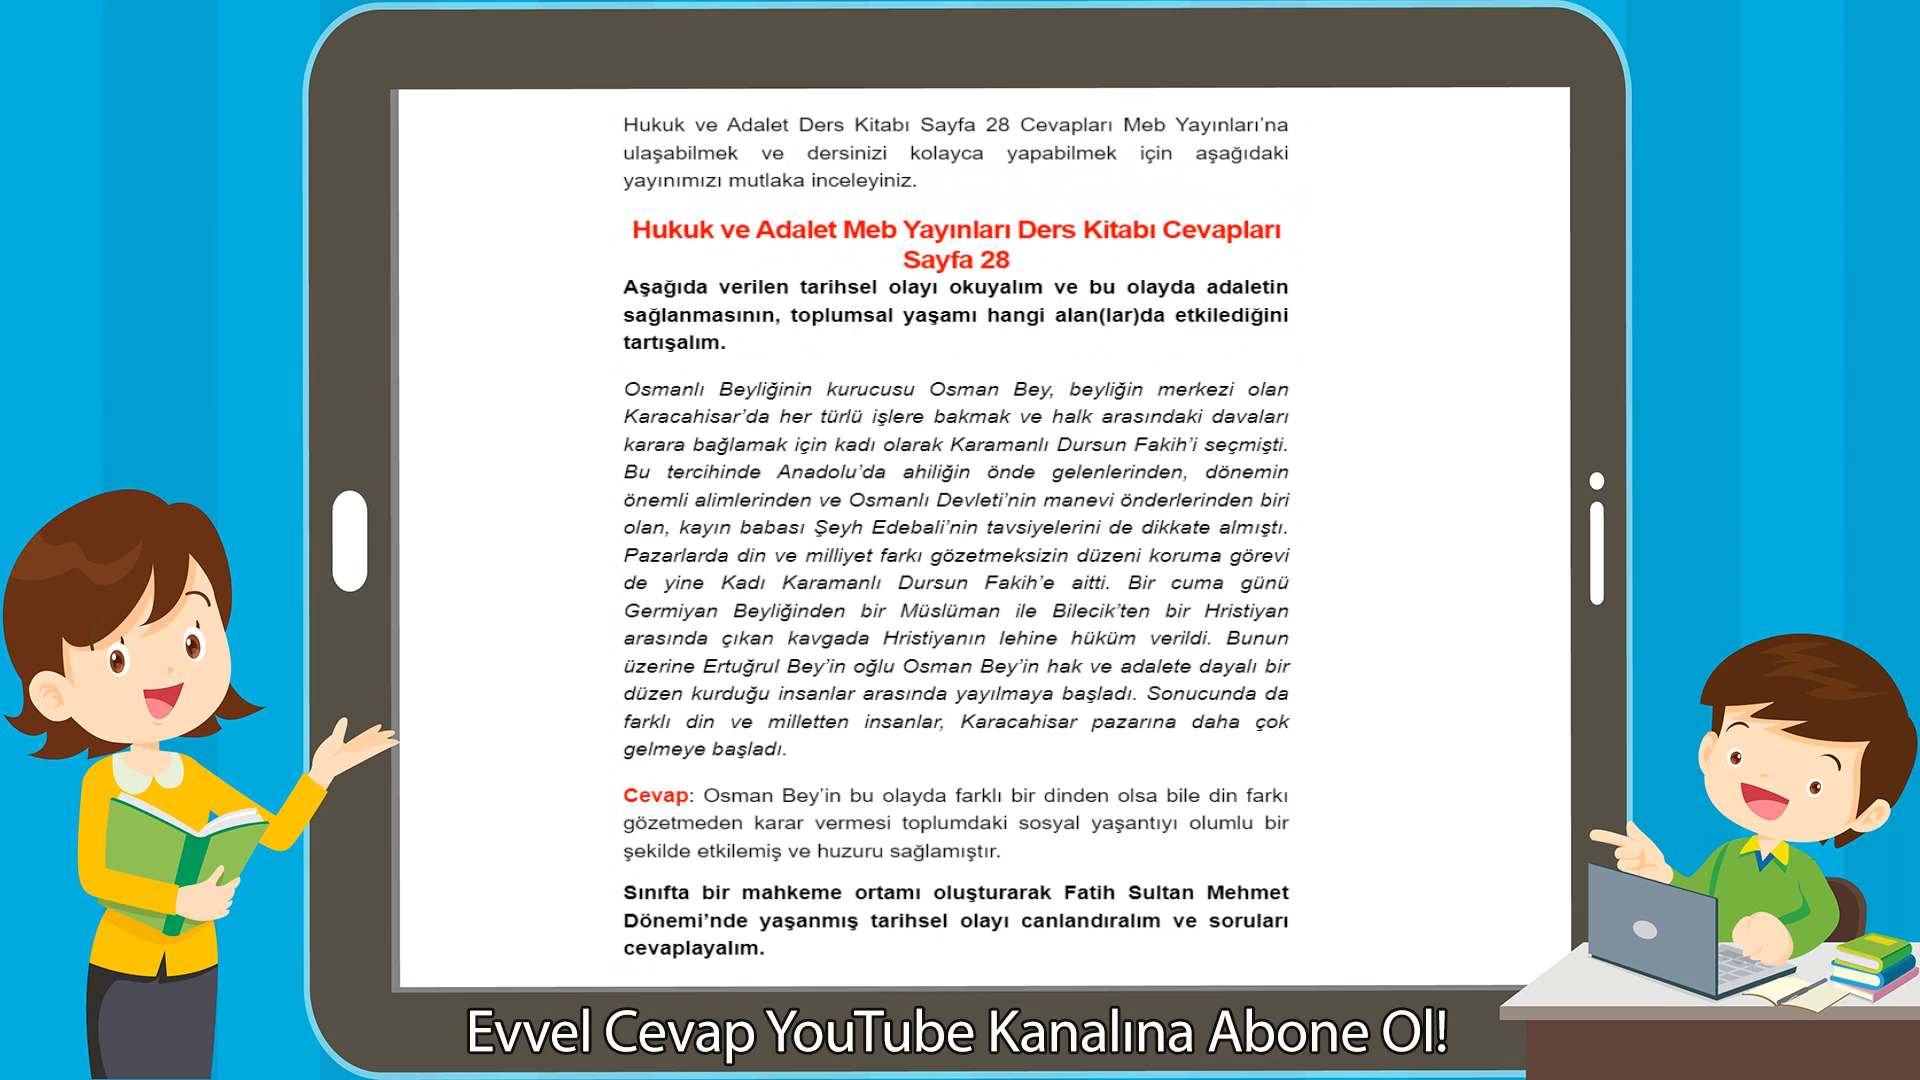 Hukuk ve Adalet Ders Kitabı Sayfa 28 Cevapları Meb Yayınları’na
ulaşabilmek ve dersinizi kolayca yapabilmek için aşağıdaki
yayınımızı mutlaka inceleyiniz.
Hukuk ve Adalet Meb Yayınları Ders Kitabı Cevapları
Sayfa 28
Aşağıda verilen tarihsel olayı okuyalım ve bu olayda adaletin
sağlanmasının, toplumsal yaşamı hangi alan(lar)da etkilediğini
tartışalım.
Osmanlı Beyliğinin kurucusu Osman Bey, beyliğin merkezi olan
Karacahisar’da her türlü işlere bakmak ve halk arasındaki davaları
karara bağlamak için kadı olarak Karamanlı Dursun Fakih’i seçmişti.
Bu tercihinde Anadolu’da ahiliğin önde gelenlerinden, dönemin
önemli alimlerinden ve Osmanlı Devleti’nin manevi önderlerinden biri
olan, kayın babası Şeyh Edebali’nin tavsiyelerini de dikkate almıştı.
Pazarlarda din ve milliyet farkı gözetmeksizin düzeni koruma görevi
de yine Kadı Karamanlı Dursun Fakih’e aitti. Bir cuma günü
Germiyan Beyliğinden bir Müslüman ile Bilecik’ten bir Hristiyan
arasında çıkan kavgada Hristiyanın lehine hüküm verildi. Bunun
üzerine Ertuğrul Bey’in oğlu Osman Bey’in hak ve adalete dayalı bir
düzen kurduğu insanlar arasında yayılmaya başladı. Sonucunda da
farklı din ve milletten insanlar, Karacahisar pazarına daha çok
gelmeye başladı.
Cevap: Osman Bey’in bu olayda farklı bir dinden olsa bile din farkı
gözetmeden karar vermesi toplumdaki sosyal yaşantıyı olumlu bir
şekilde etkilemiş ve huzuru sağlamıştır.
Sınıfta bir mahkeme ortamı oluşturarak Fatih Sultan Mehmet
Dönemi’nde yaşanmış tarihsel olayı canlandıralım ve soruları
cevaplayalım.
Evvel Cevap YouTube Kanalına Abone Ol!